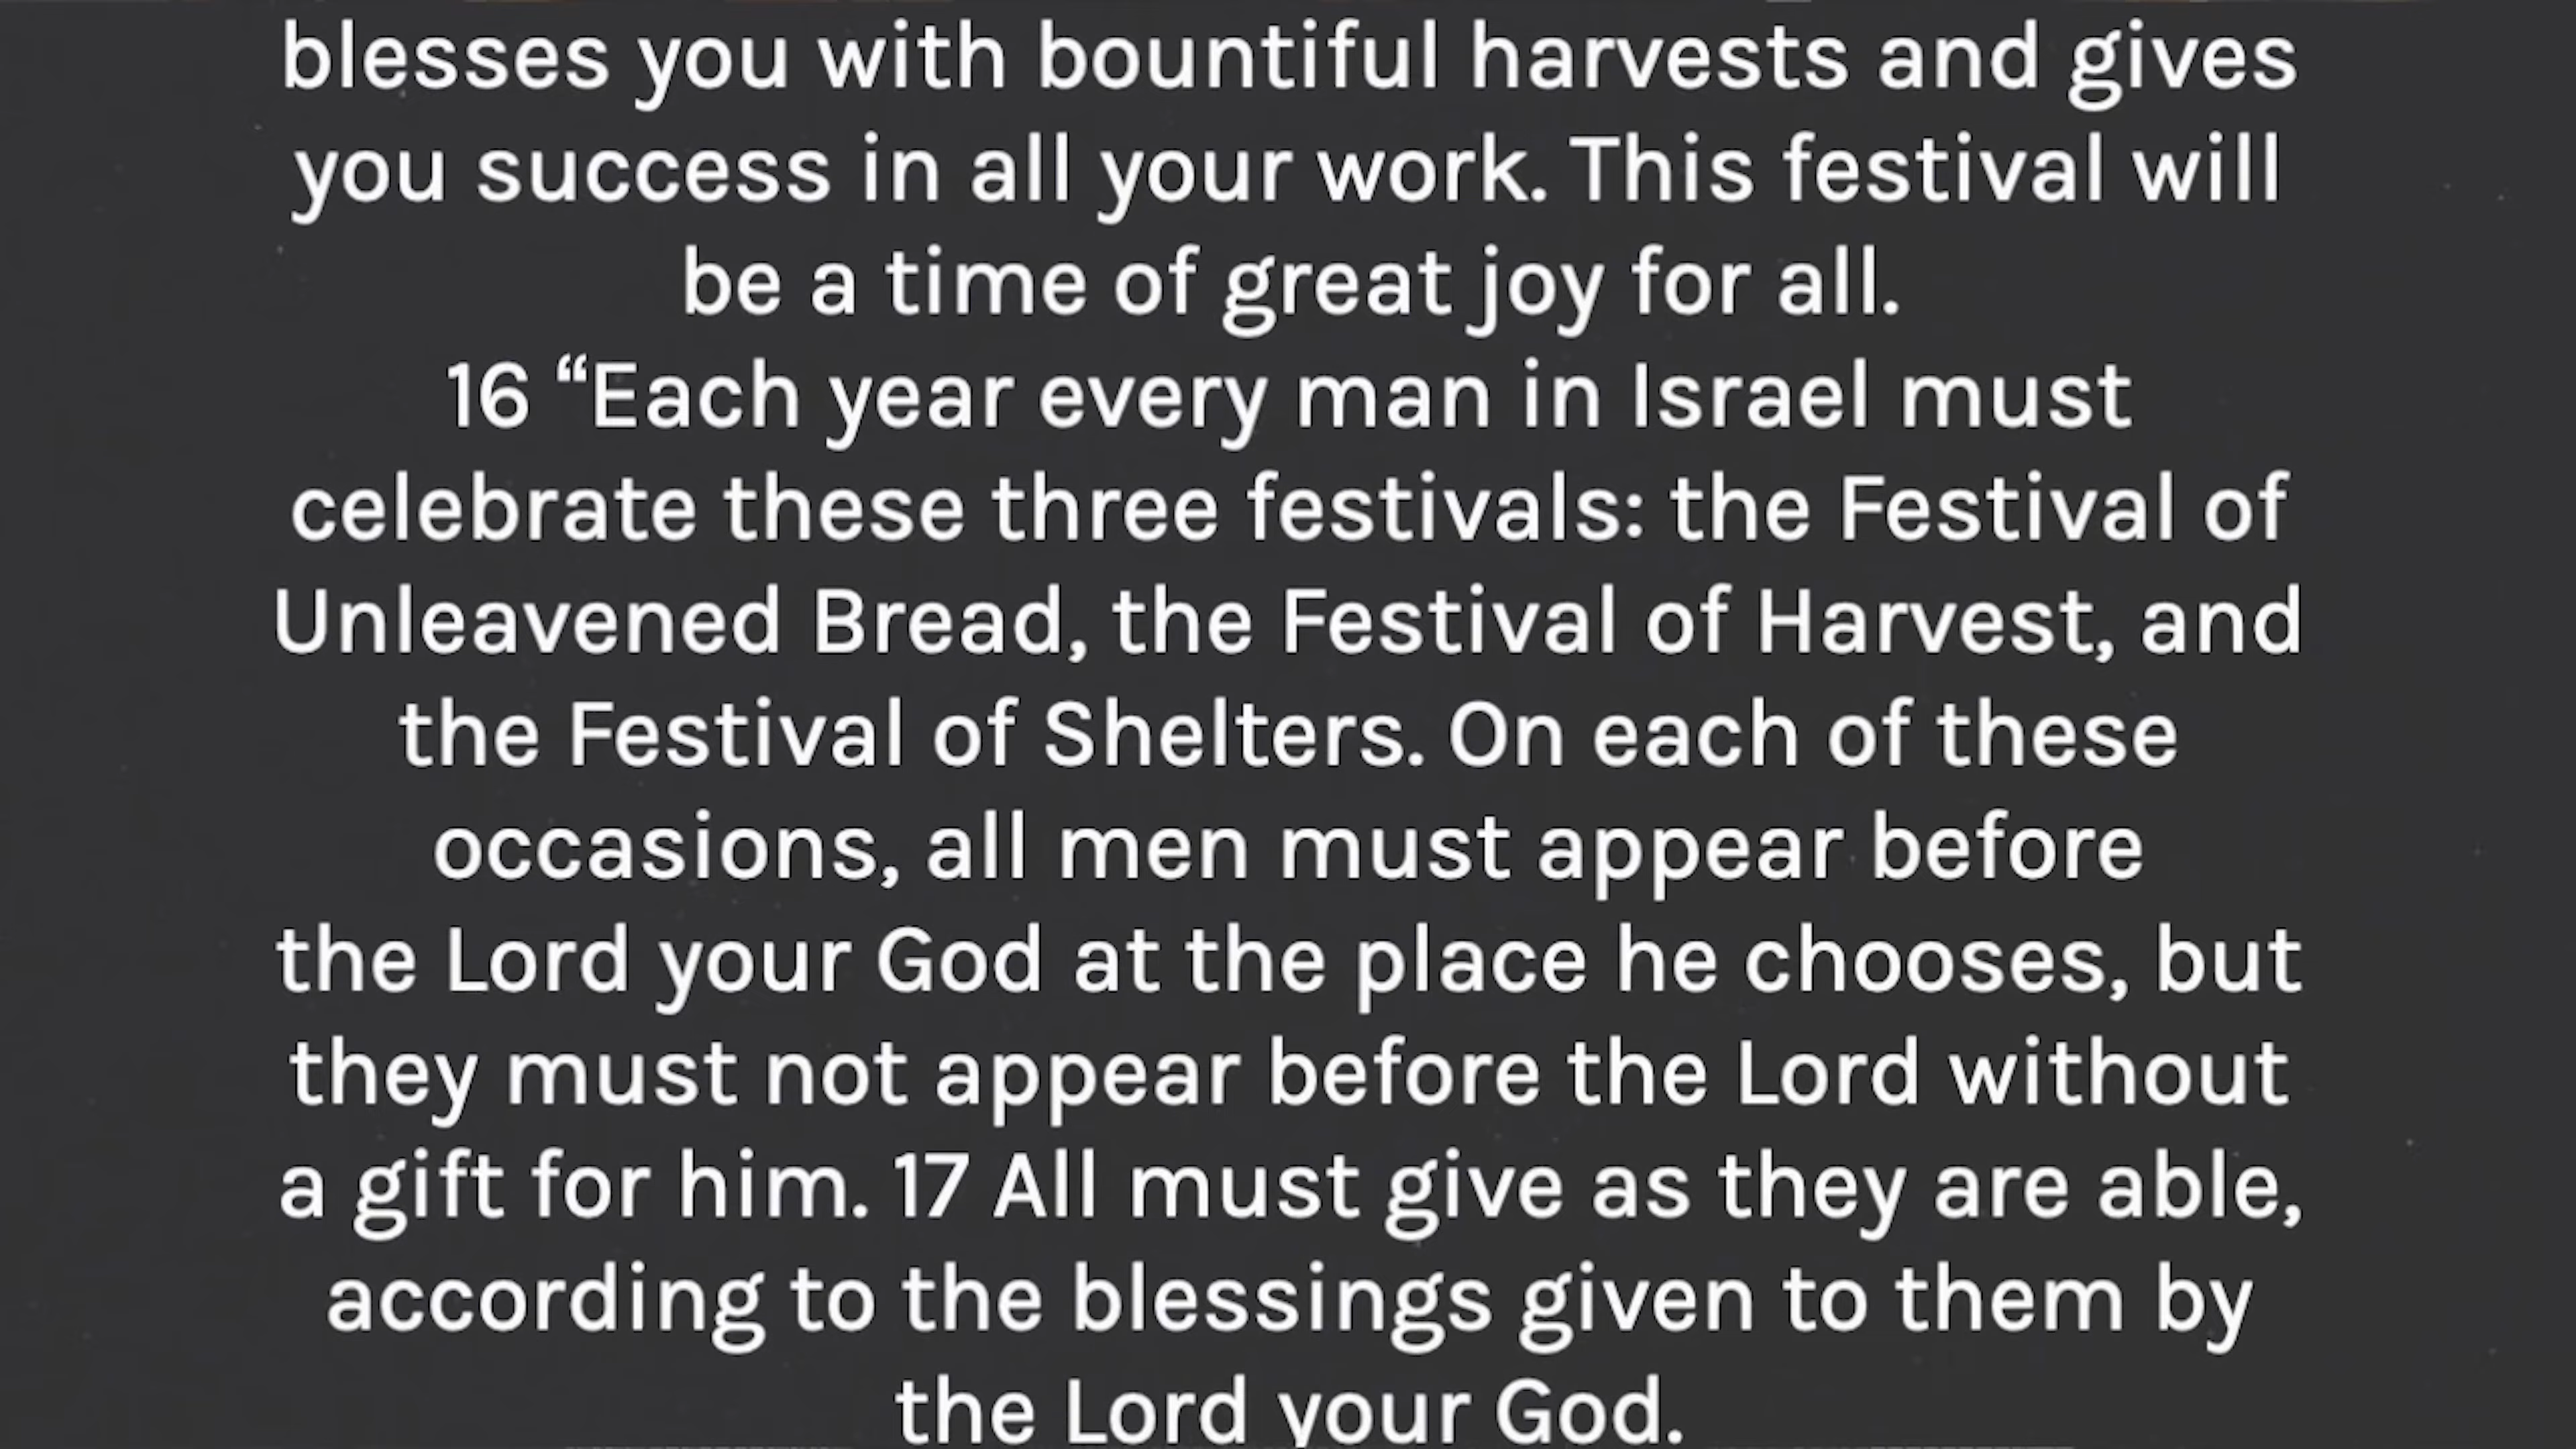 blesses you with bountiful harvests and gives
you success in all your work. This festival will
be a time of great joy for all.
16 “Each year every man in Israel must
celebrate these three festivals: the Festival of
Unleavened Bread, the Festival of Harvest, and
the Festival of Shelters. On each of these
occasions, all men must appear before
the Lord your God at the place he chooses, but
they must not appear before the Lord without
a gift for him. 17 All must give as they are able,
according to the blessings given to them by
the Lord your God.